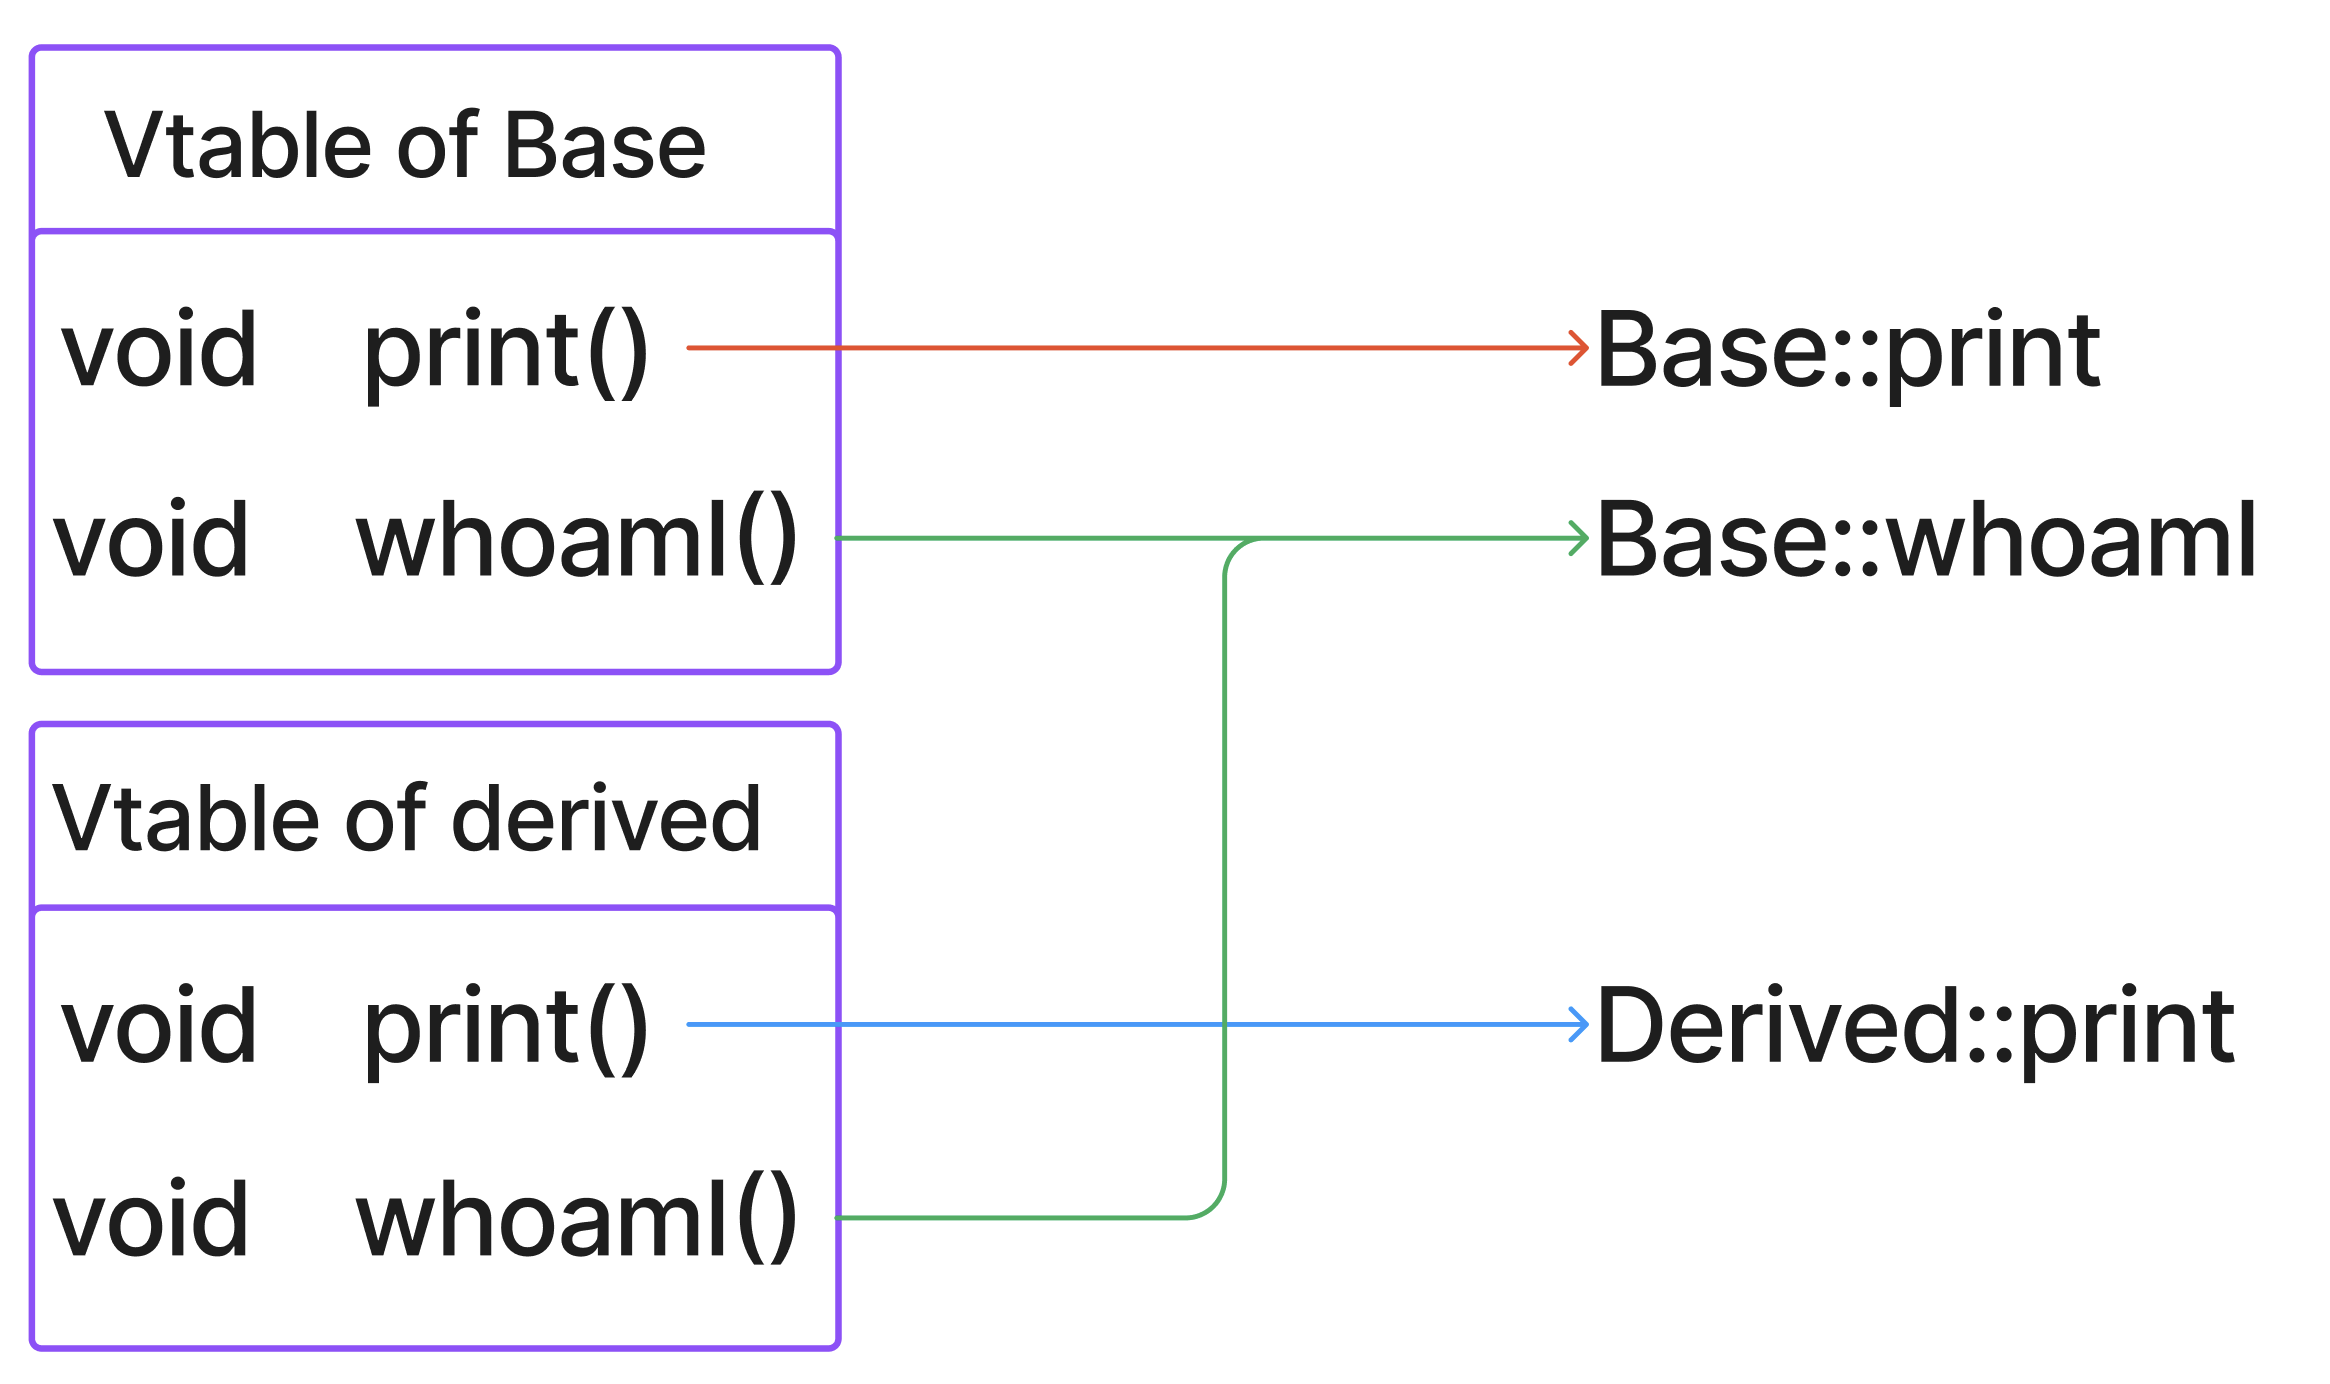 Vtable of Base
void print() Base::print
void whoamI() Base::whoamI
Vtable of derived
void print() Derived::print
void whoamI()